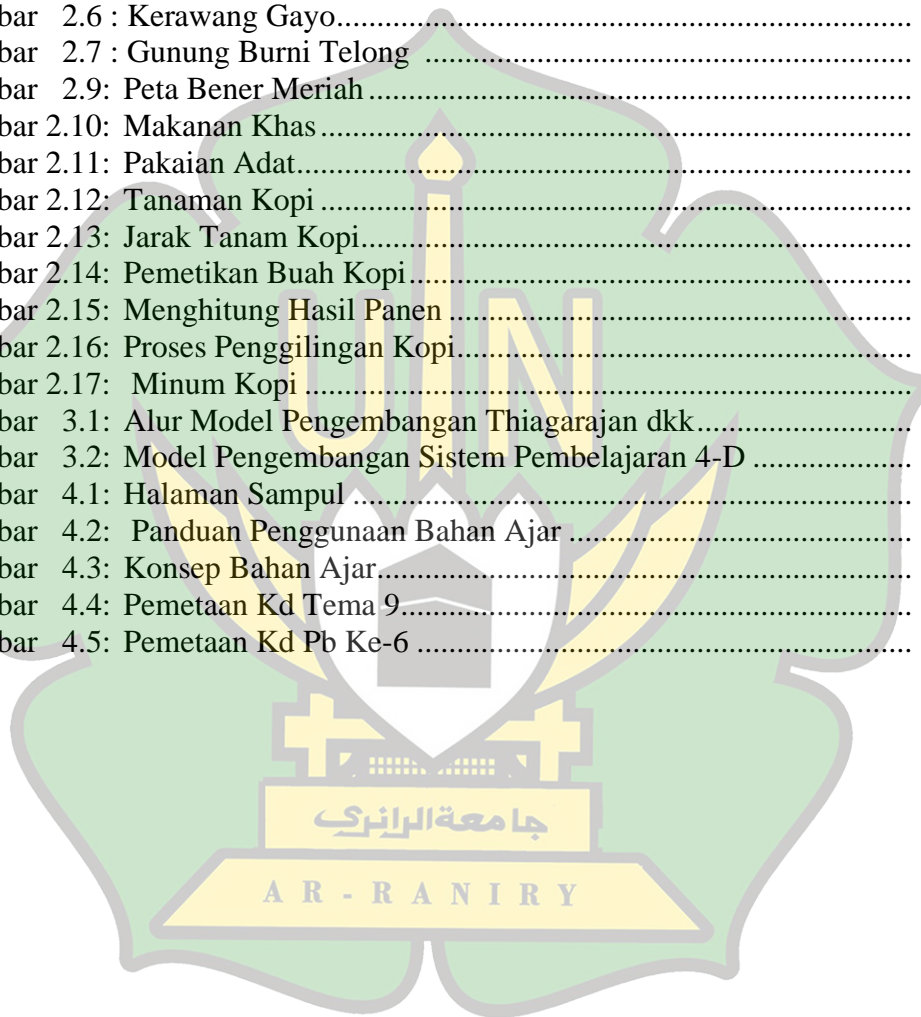 bar 2.6 : Kerawang Gayo................................................................
bar 2.7 : Gunung Burni Telong ................................................................
bar 2.9: Peta Bener Meriah................................................................
bar 2.10: Makanan Khas................................................................
bar 2.11: Pakaian Adat................................................................
bar 2.12: Tanaman Kopi ................................................................
bar 2.13: Jarak Tanam Kopi................................................................
bar 2.14: Pemetikan Buah Kopi................................................................
bar 2.15: Menghitung Hasil Panen ................................................................
bar 2.16: Proses Penggilingan Kopi................................................................
bar 2.17: Minum Kopi ................................................................
bar 3.1: Alur Model Pengembangan Thiagarajan dkk................................
bar 3.2: Model Pengembangan Sistem Pembelajaran 4-D ........................
bar 4.1: Halaman Sampul ................................................................
bar 4.2: Panduan Penggunaan Bahan Ajar ................................................
bar 4.3: Konsep Bahan Ajar................................................................
bar 4.4: Pemetaan Kd Tema 9................................................................
bar 4.5: Pemetaan Kd Pb Ke-6 ................................................................
UIN
جامعة الرانري
AR-RANIRY